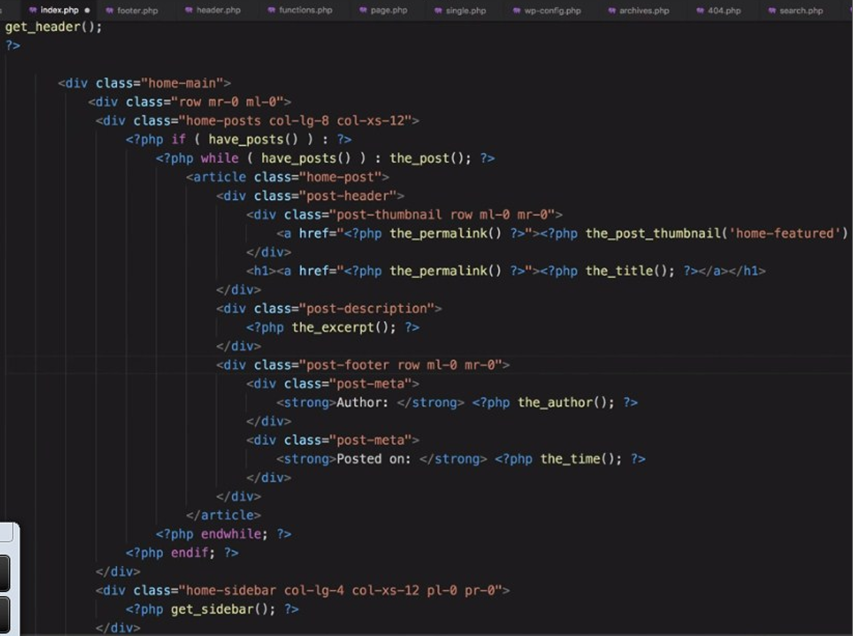 index.php footer.php header.php functions.php page.php single.php wp-config.php archives.php 404.php search.php
get_header();
?>
<div class="home-main">
<div class="row mr-0 ml-0">
<div class="home-posts col-lg-8 col-xs-12">
<?php if ( have_posts() ) : ?>
<?php while ( have_posts() ) : the_post(); ?>
<article class="home-post">
<div class="post-header">
<div class="post-thumbnail row ml-0 mr-0">
<a href="<?php the_permalink() ?>"><?php the_post_thumbnail('home-featured')
</div>
<h1><a href="<?php the_permalink() ?>"><?php the_title(); ?></a></h1>
</div>
<div class="post-description">
<?php the_excerpt(); ?>
</div>
<div class="post-footer row ml-0 mr-0">
<div class="post-meta">
<strong>Author: </strong> <?php the_author(); ?>
</div>
<div class="post-meta">
<strong>Posted on: </strong> <?php the_time(); ?>
</div>
</div>
</article>
<?php endwhile; ?>
<?php endif; ?>
</div>
<div class="home-sidebar col-lg-4 col-xs-12 pl-0 pr-0">
<?php get_sidebar(); ?>
</div>